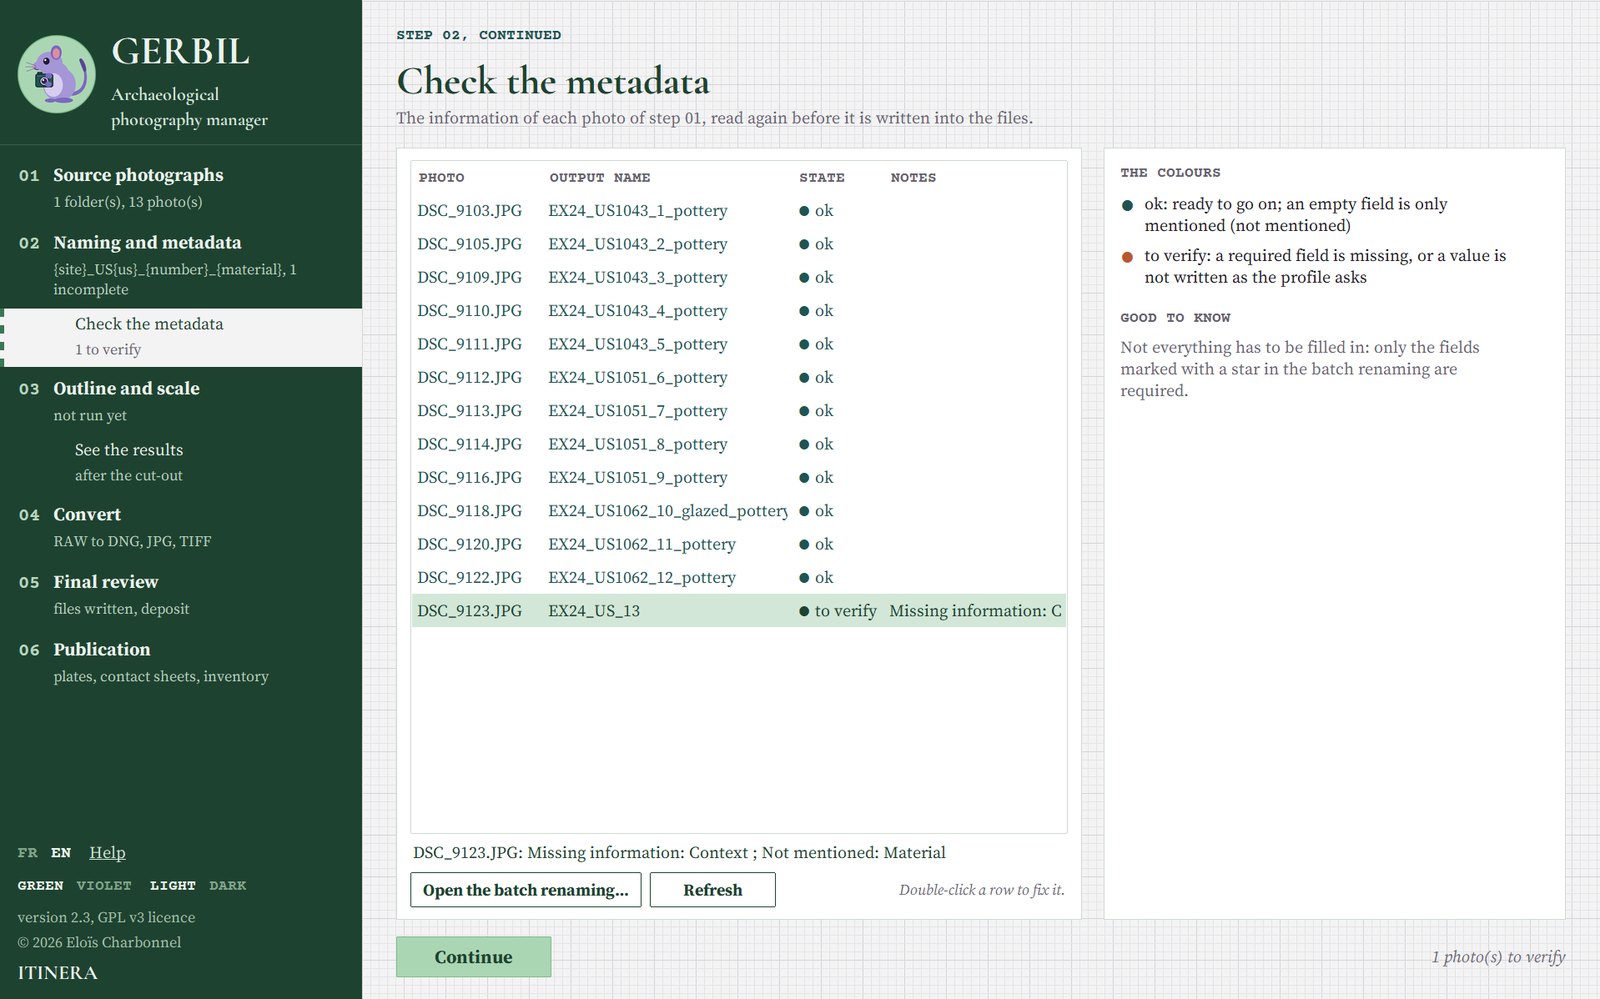 GERBIL
Archaeological
photography manager
01 Source photographs
1 folder(s), 13 photo(s)
02 Naming and metadata
{site}_US{us}_{number}_{material}, 1
incomplete
Check the metadata
1 to verify
03 Outline and scale
not run yet
See the results
after the cut-out
04 Convert
RAW to DNG, JPG, TIFF
05 Final review
files written, deposit
06 Publication
plates, contact sheets, inventory
FR EN Help
GREEN VIOLET LIGHT DARK
version 2.3, GPL v3 licence
© 2026 Eloïs Charbonnel
ITINERA
STEP 02, CONTINUED
Check the metadata
The information of each photo of step 01, read again before it is written into the files.
PHOTO OUTPUT NAME STATE NOTES
DSC_9103.JPG EX24_US1043_1_pottery ok
DSC_9105.JPG EX24_US1043_2_pottery ok
DSC_9109.JPG EX24_US1043_3_pottery ok
DSC_9110.JPG EX24_US1043_4_pottery ok
DSC_9111.JPG EX24_US1043_5_pottery ok
DSC_9112.JPG EX24_US1051_6_pottery ok
DSC_9113.JPG EX24_US1051_7_pottery ok
DSC_9114.JPG EX24_US1051_8_pottery ok
DSC_9116.JPG EX24_US1051_9_pottery ok
DSC_9118.JPG EX24_US1062_10_glazed_pottery ok
DSC_9120.JPG EX24_US1062_11_pottery ok
DSC_9122.JPG EX24_US1062_12_pottery ok
DSC_9123.JPG EX24_US_13 to verify Missing information: C
DSC_9123.JPG: Missing information: Context ; Not mentioned: Material
Open the batch renaming... Refresh Double-click a row to fix it.
Continue
1 photo(s) to verify
THE COLOURS
ok: ready to go on; an empty field is only
mentioned (not mentioned)
to verify: a required field is missing, or a value is
not written as the profile asks
GOOD TO KNOW
Not everything has to be filled in: only the fields
marked with a star in the batch renaming are
required.